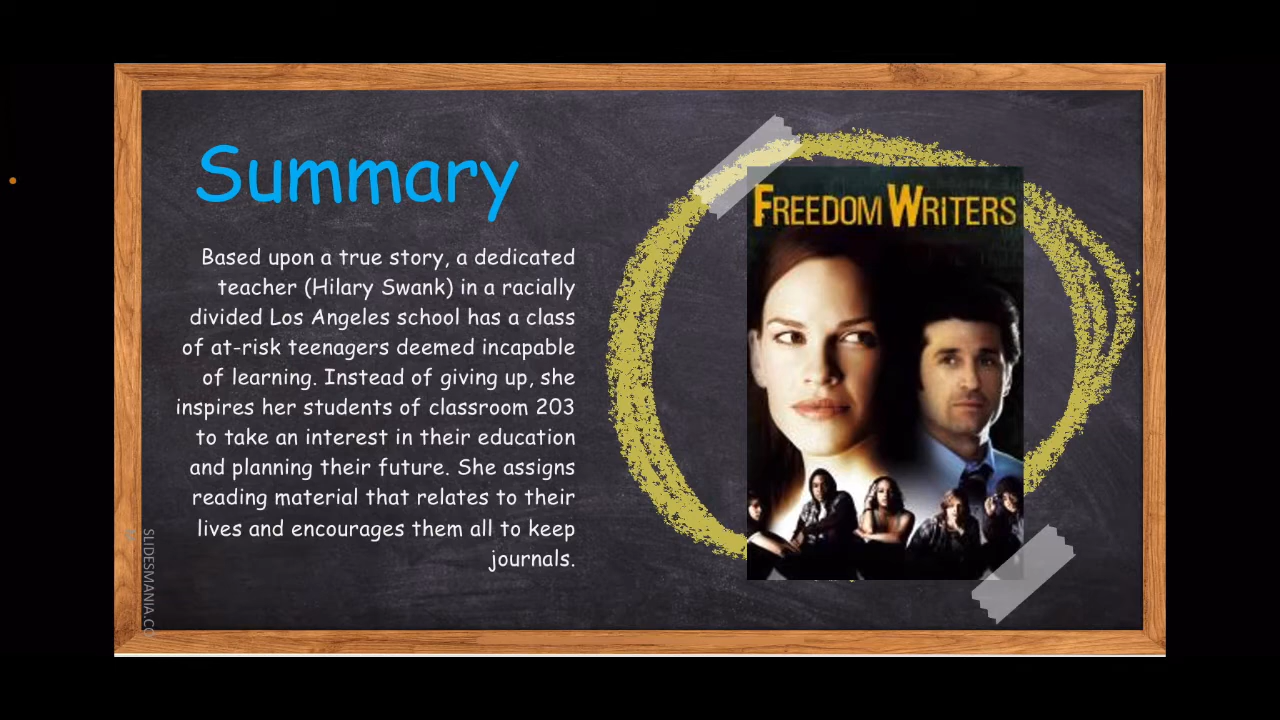 Summary
Based upon a true story, a dedicated
teacher (Hilary Swank) in a racially
divided Los Angeles school has a class
of at-risk teenagers deemed incapable
of learning. Instead of giving up, she
inspires her students of classroom 203
to take an interest in their education
and planning their future. She assigns
reading material that relates to their
lives and encourages them all to keep
journals.
FREEDOM WRITERS
SLIDESMANIA.CO